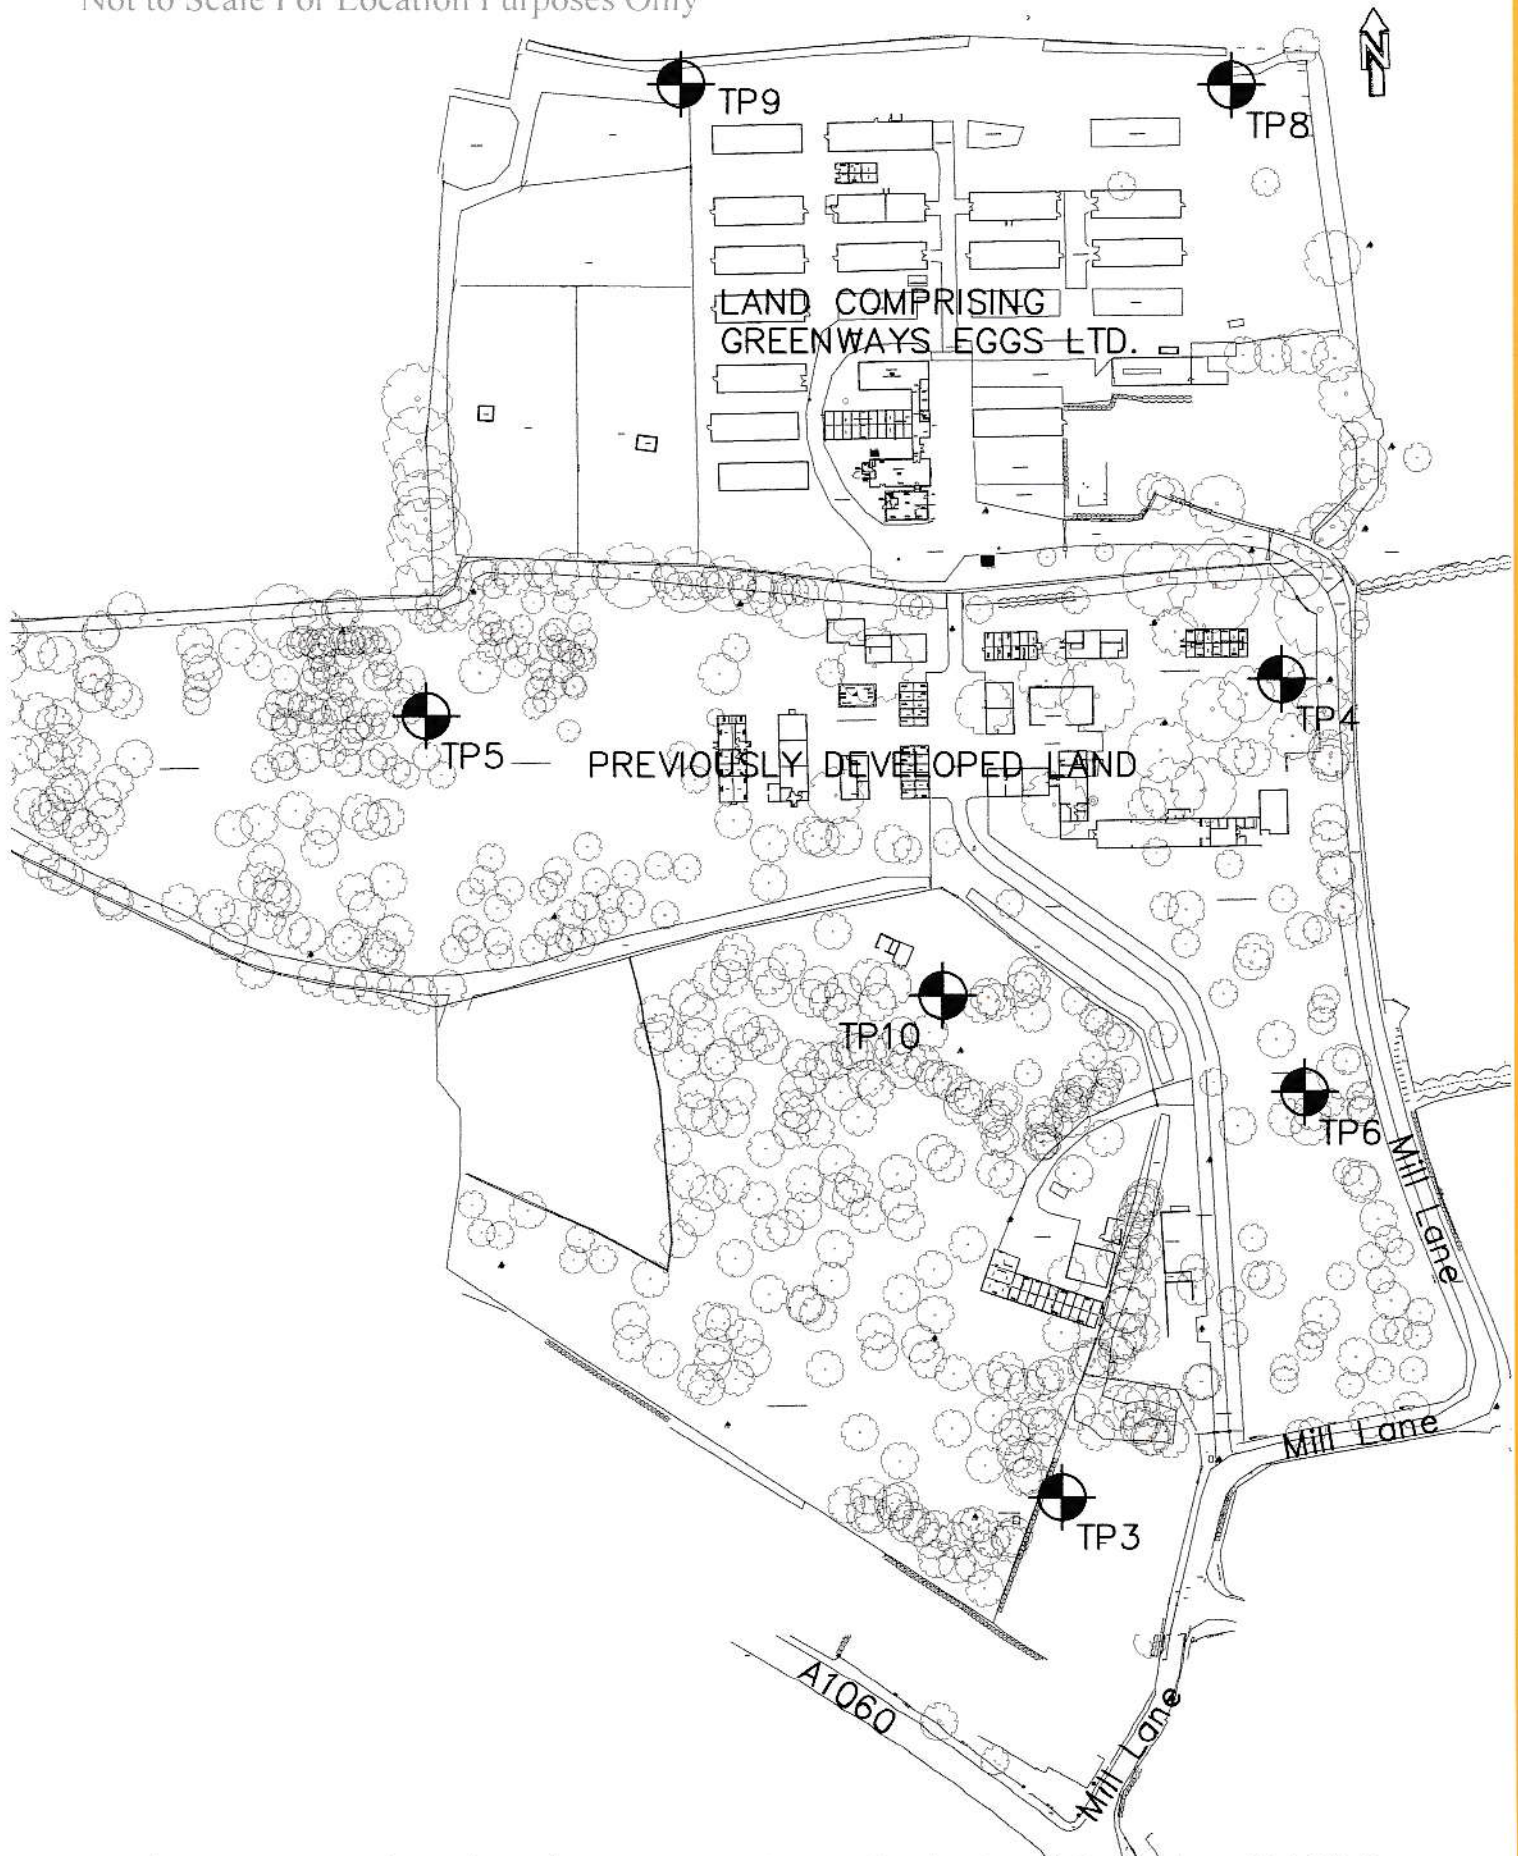 Not to Scale For Location Purposes Only
N
TP9
TP8
LAND COMPRISING
GREENWAYS EGGS LTD.
TP4
TP5
PREVIOUSLY DEVELOPED LAND
TP10
TP6
Mill Lane
Mill Lane
TP3
A1060
Mill Lane